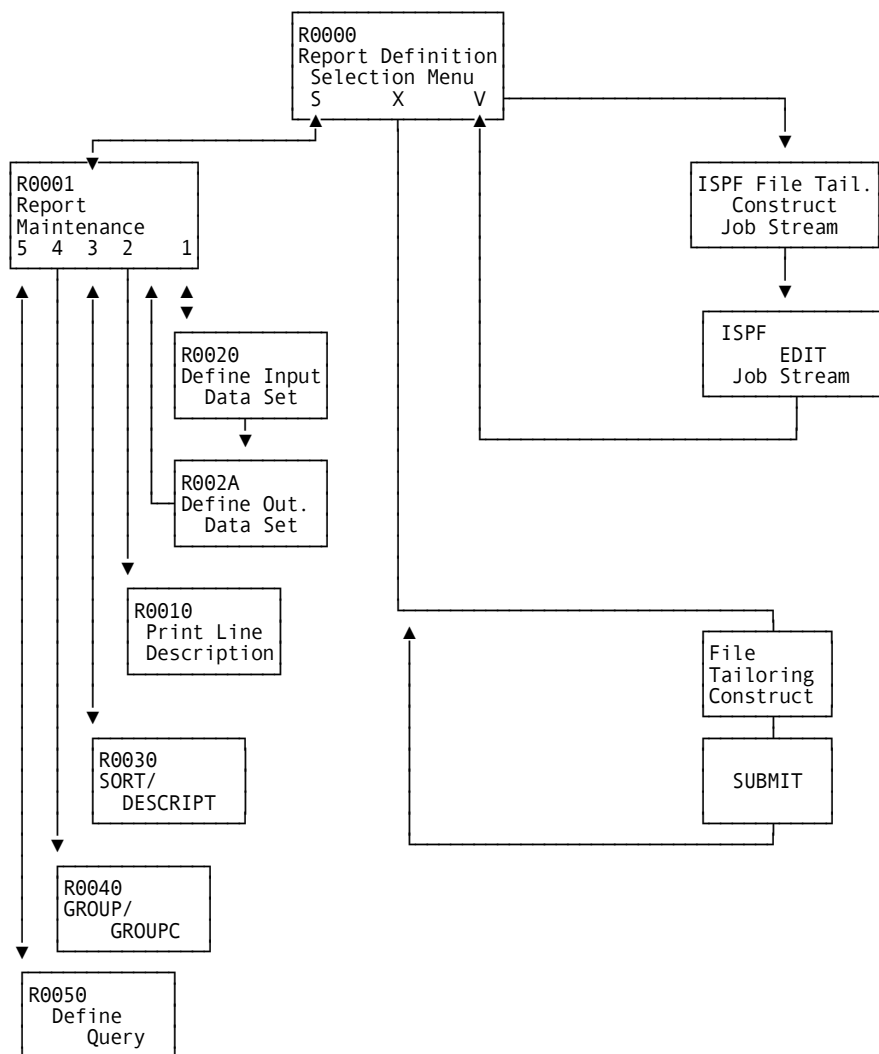 R0000
Report Definition
Selection Menu
S X V
R0001
Report
Maintenance
5 4 3 2 1
ISPF File Tail.
Construct
Job Stream
ISPF
EDIT
Job Stream
R0020
Define Input
Data Set
R002A
Define Out.
Data Set
R0010
Print Line
Description
File
Tailoring
Construct
R0030
SORT/
DESCRIPT
SUBMIT
R0040
GROUP/
GROUPC
R0050
Define
Query